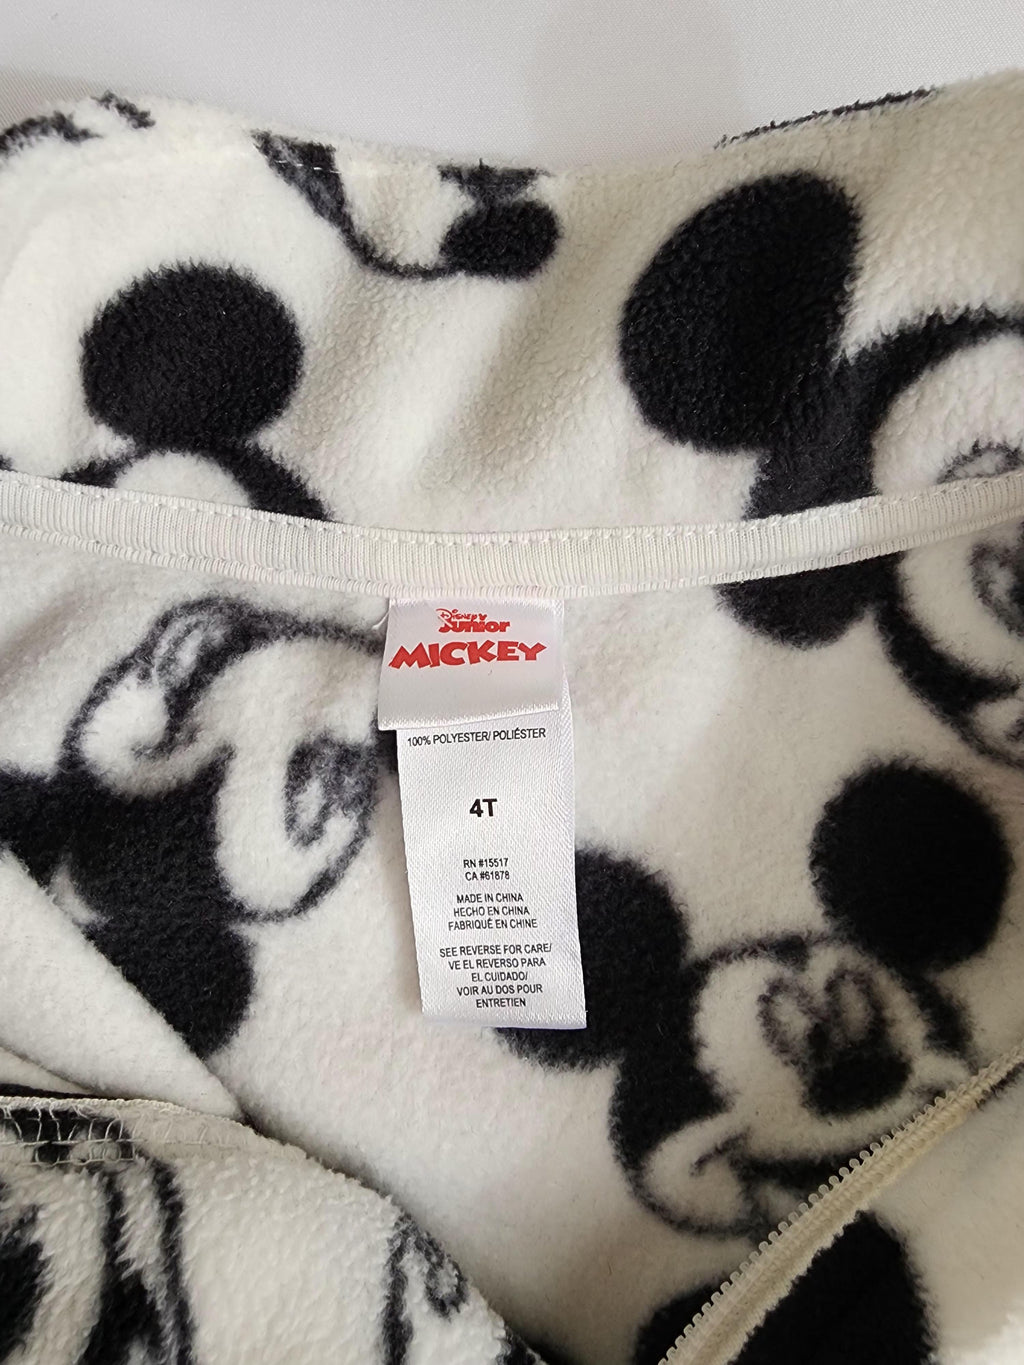 Disney
Junior
MICKEY
100% POLYESTER/ POLIÉSTER
4T
RN #15517
CA #61878
MADE IN CHINA
HECHO EN CHINA
FABRIQUÉ EN CHINE
SEE REVERSE FOR CARE/
VE EL REVERSO PARA
EL CUIDADO/
VOIR AU DOS POUR
ENTRETIEN